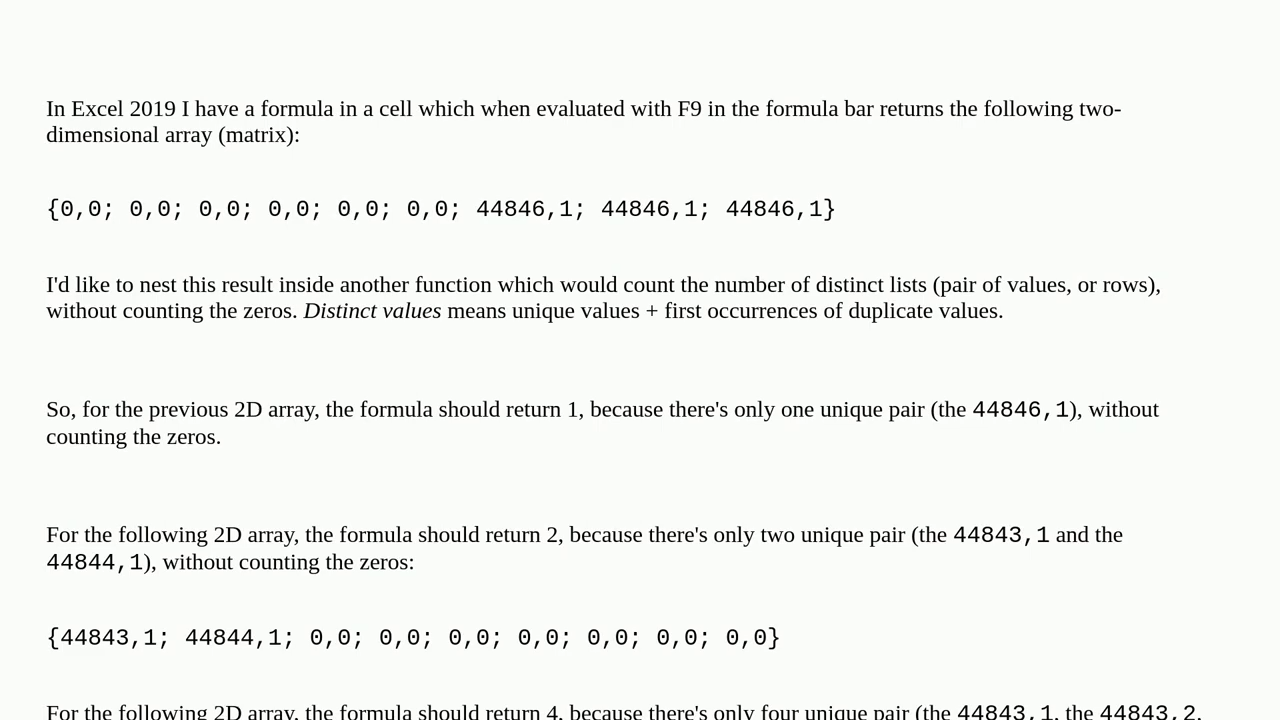 In Excel 2019 I have a formula in a cell which when evaluated with F9 in the formula bar returns the following two-
dimensional array (matrix):
{0,0; 0,0; 0,0; 0,0; 0,0; 0,0; 44846,1; 44846,1; 44846,1}
I'd like to nest this result inside another function which would count the number of distinct lists (pair of values, or rows),
without counting the zeros. Distinct values means unique values + first occurrences of duplicate values.
So, for the previous 2D array, the formula should return 1, because there's only one unique pair (the 44846,1), without
counting the zeros.
For the following 2D array, the formula should return 2, because there's only two unique pair (the 44843,1 and the
44844,1), without counting the zeros:
{44843,1; 44844,1; 0,0; 0,0; 0,0; 0,0; 0,0; 0,0; 0,0}
For the following 2D array, the formula should return 4, because there's only four unique pair (the 44843,1, the 44843,2,